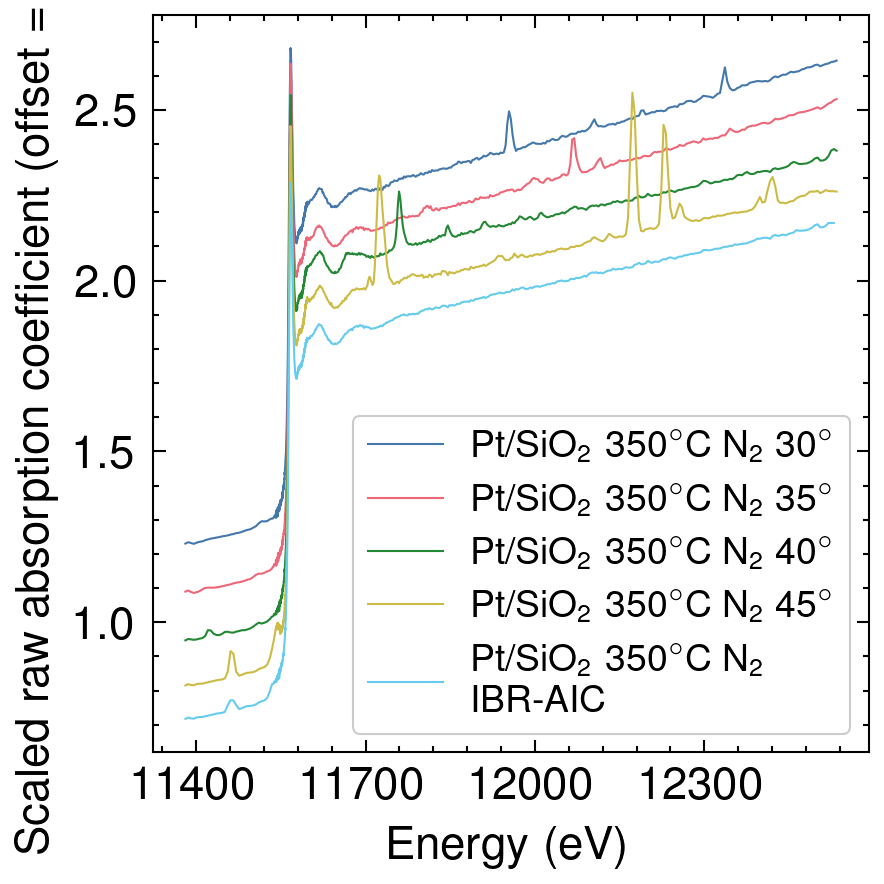 Scaled raw absorption coefficient (offset =
2.5
2.0
1.5
1.0
11400 11700 12000 12300
Energy (eV)
Pt/SiO₂ 350°C N₂ 30°
Pt/SiO₂ 350°C N₂ 35°
Pt/SiO₂ 350°C N₂ 40°
Pt/SiO₂ 350°C N₂ 45°
Pt/SiO₂ 350°C N₂
IBR-AIC